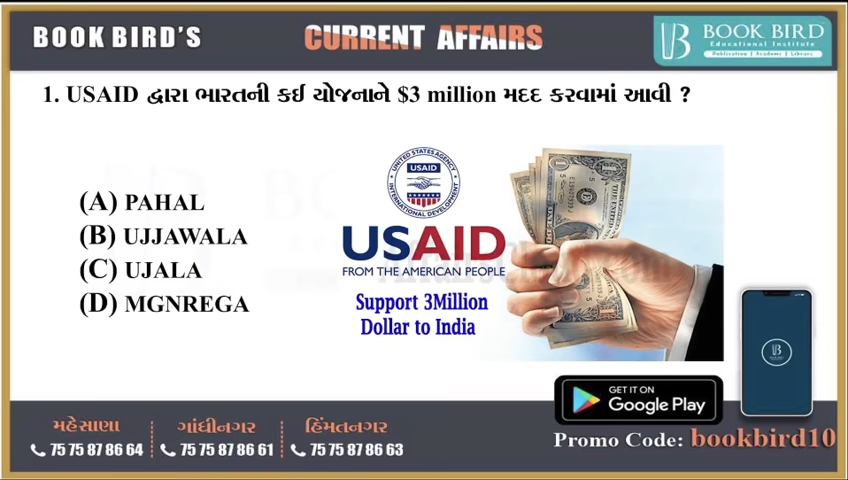 BOOK BIRD'S
CURRENT AFFAIRS
BOOK BIRD
Educational Institute
Publication | Academy | Library
1. USAID દ્વારા ભારતની કઈ યોજનાને $3 million મદદ કરવામાં આવી ?
(A) PAHAL
(B) UJJAWALA
(C) UJALA
(D) MGNREGA
UNITED STATES AGENCY
USAID
INTERNATIONAL DEVELOPMENT
USAID
FROM THE AMERICAN PEOPLE
Support 3Million
Dollar to India
GET IT ON
Google Play
મહેસાણા
75 75 87 86 64
ગાંધીનગર
75 75 87 86 61
હિંમતનગર
75 75 87 86 63
Promo Code: bookbird10